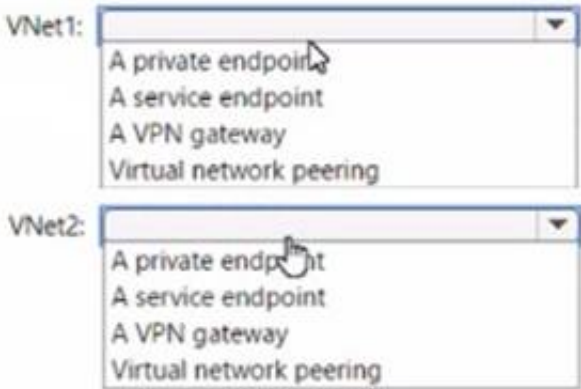 VNet1:
A private endpoint
A service endpoint
A VPN gateway
Virtual network peering
VNet2:
A private endpoint
A service endpoint
A VPN gateway
Virtual network peering